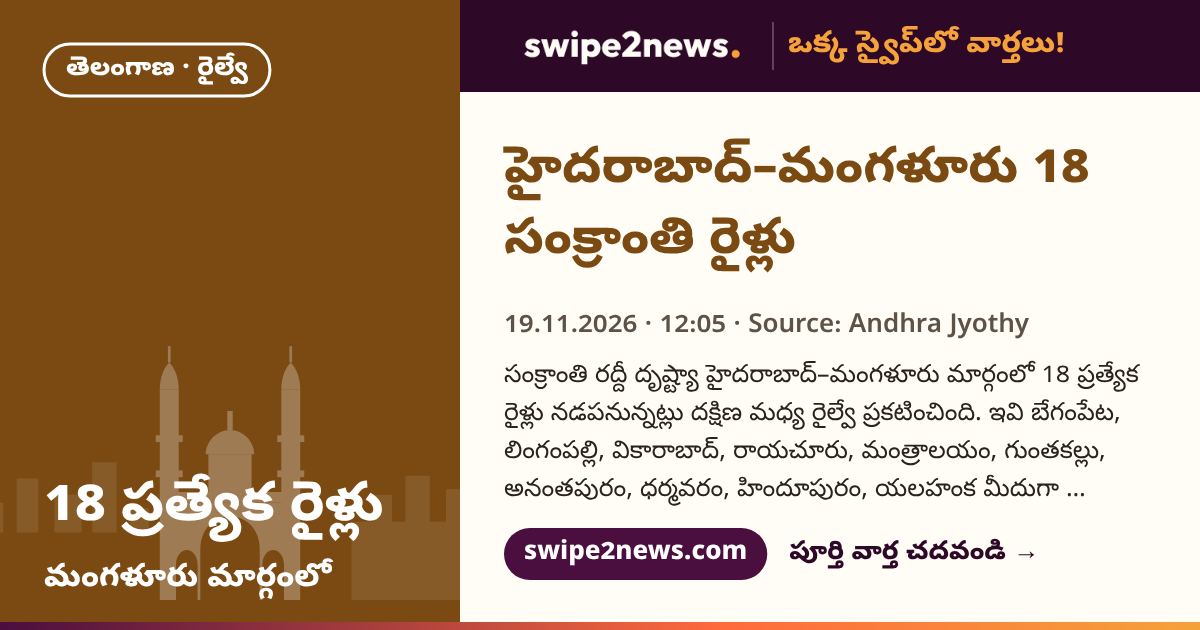 తెలంగాణ · రైల్వే
18 ప్రత్యేక రైళ్లు
మంగళూరు మార్గంలో
swipe2news.
ఒక్క స్వైప్‌లో వార్తలు!
హైదరాబాద్–మంగళూరు 18
సంక్రాంతి రైళ్లు
19.11.2026 · 12:05 · Source: Andhra Jyothy
సంక్రాంతి రద్దీ దృష్ట్యా హైదరాబాద్–మంగళూరు మార్గంలో 18 ప్రత్యేక
రైళ్లు నడపనున్నట్లు దక్షిణ మధ్య రైల్వే ప్రకటించింది. ఇవి బేగంపేట,
లింగంపల్లి, వికారాబాద్, రాయచూరు, మంత్రాలయం, గుంతకల్లు,
అనంతపురం, ధర్మవరం, హిందూపురం, యలహంక మీదుగా ...
swipe2news.com
పూర్తి వార్త చదవండి →